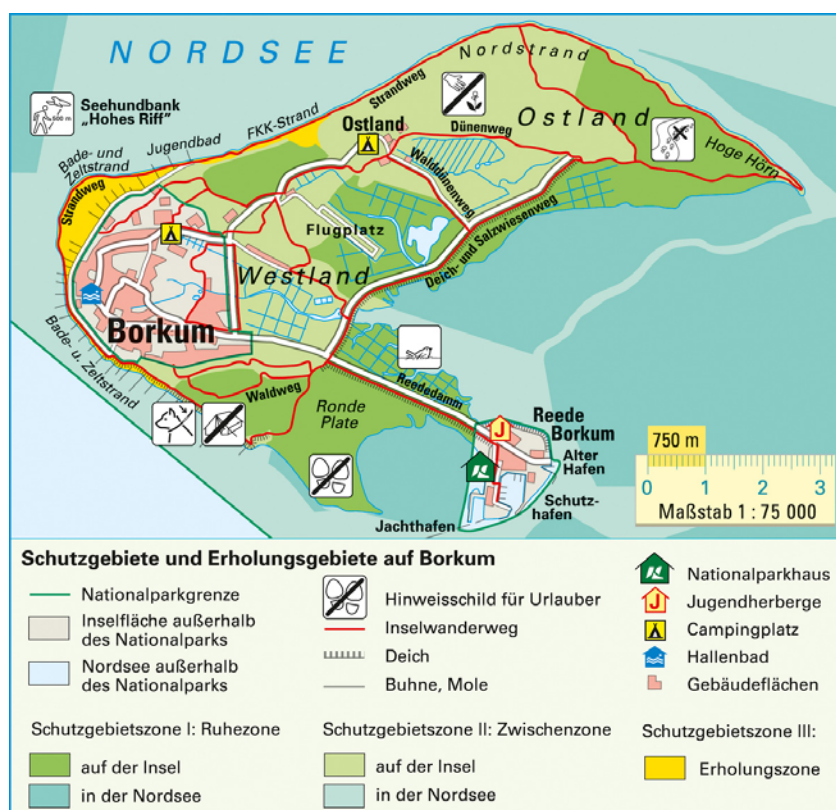 NORDSEE
500 m
Seehundbank
„Hohes Riff"
Bade- und
Zeltstrand
Jugendbad
FKK-Strand
Strandweg
Nordstrand
Ostland
Dünenweg
Ostland
Hoge Hörn
Strandweg
Walddünenweg
Flugplatz
Deich- und Salzwiesenweg
Westland
Borkum
Bade- u. Zeltstrand
Waldweg
Ronde
Plate
Reededamm
Reede
Borkum
J
Alter
Hafen
Schutz-
hafen
Jachthafen
750 m
0 1 2 3
Maßstab 1 : 75 000
Schutzgebiete und Erholungsgebiete auf Borkum
Nationalparkgrenze
Inselfläche außerhalb
des Nationalparks
Nordsee außerhalb
des Nationalparks
Hinweisschild für Urlauber
Inselwanderweg
Deich
Buhne, Mole
Nationalparkhaus
J Jugendherberge
Campingplatz
Hallenbad
Gebäudeflächen
Schutzgebietszone I: Ruhezone
auf der Insel
in der Nordsee
Schutzgebietszone II: Zwischenzone
auf der Insel
in der Nordsee
Schutzgebietszone III:
Erholungszone